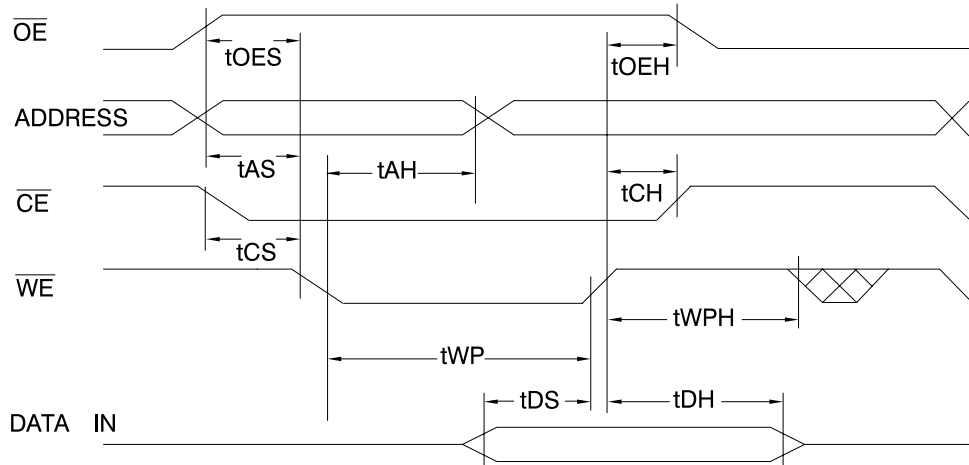 OE
tOES
tOEH
ADDRESS
tAS
tAH
tCH
CE
tCS
WE
tWPH
tWP
tDS
tDH
DATA IN